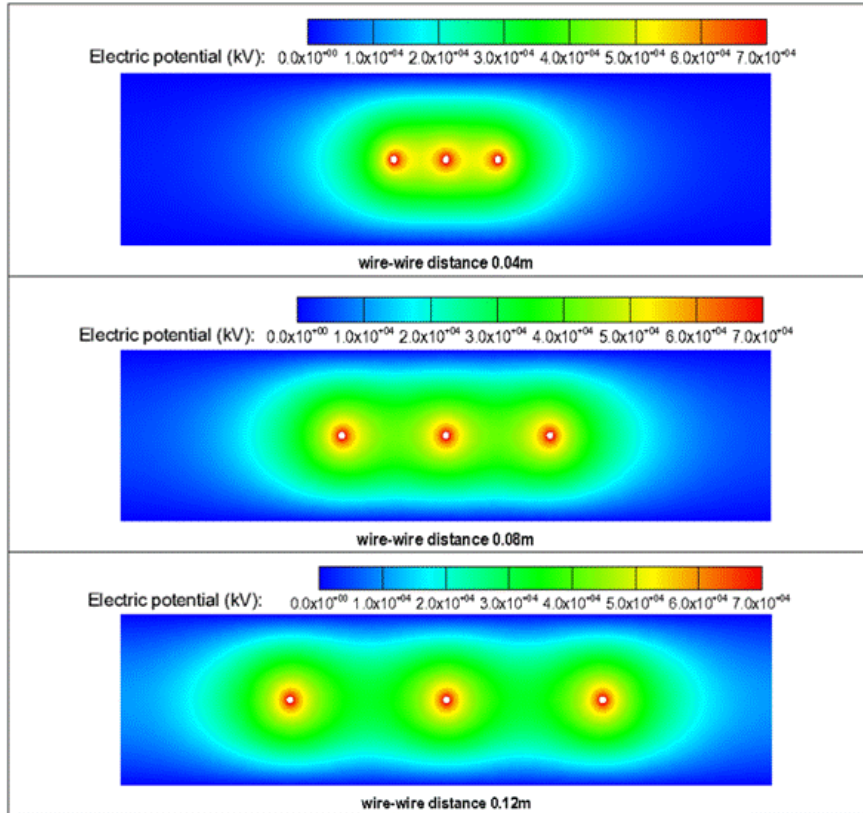 Electric potential (kV): 0.0x10⁺⁰⁰ 1.0x10⁺⁰⁴ 2.0x10⁺⁰⁴ 3.0x10⁺⁰⁴ 4.0x10⁺⁰⁴ 5.0x10⁺⁰⁴ 6.0x10⁺⁰⁴ 7.0x10⁺⁰⁴
wire-wire distance 0.04m
Electric potential (kV): 0.0x10⁺⁰⁰ 1.0x10⁺⁰⁴ 2.0x10⁺⁰⁴ 3.0x10⁺⁰⁴ 4.0x10⁺⁰⁴ 5.0x10⁺⁰⁴ 6.0x10⁺⁰⁴ 7.0x10⁺⁰⁴
wire-wire distance 0.08m
Electric potential (kV): 0.0x10⁺⁰⁰ 1.0x10⁺⁰⁴ 2.0x10⁺⁰⁴ 3.0x10⁺⁰⁴ 4.0x10⁺⁰⁴ 5.0x10⁺⁰⁴ 6.0x10⁺⁰⁴ 7.0x10⁺⁰⁴
wire-wire distance 0.12m